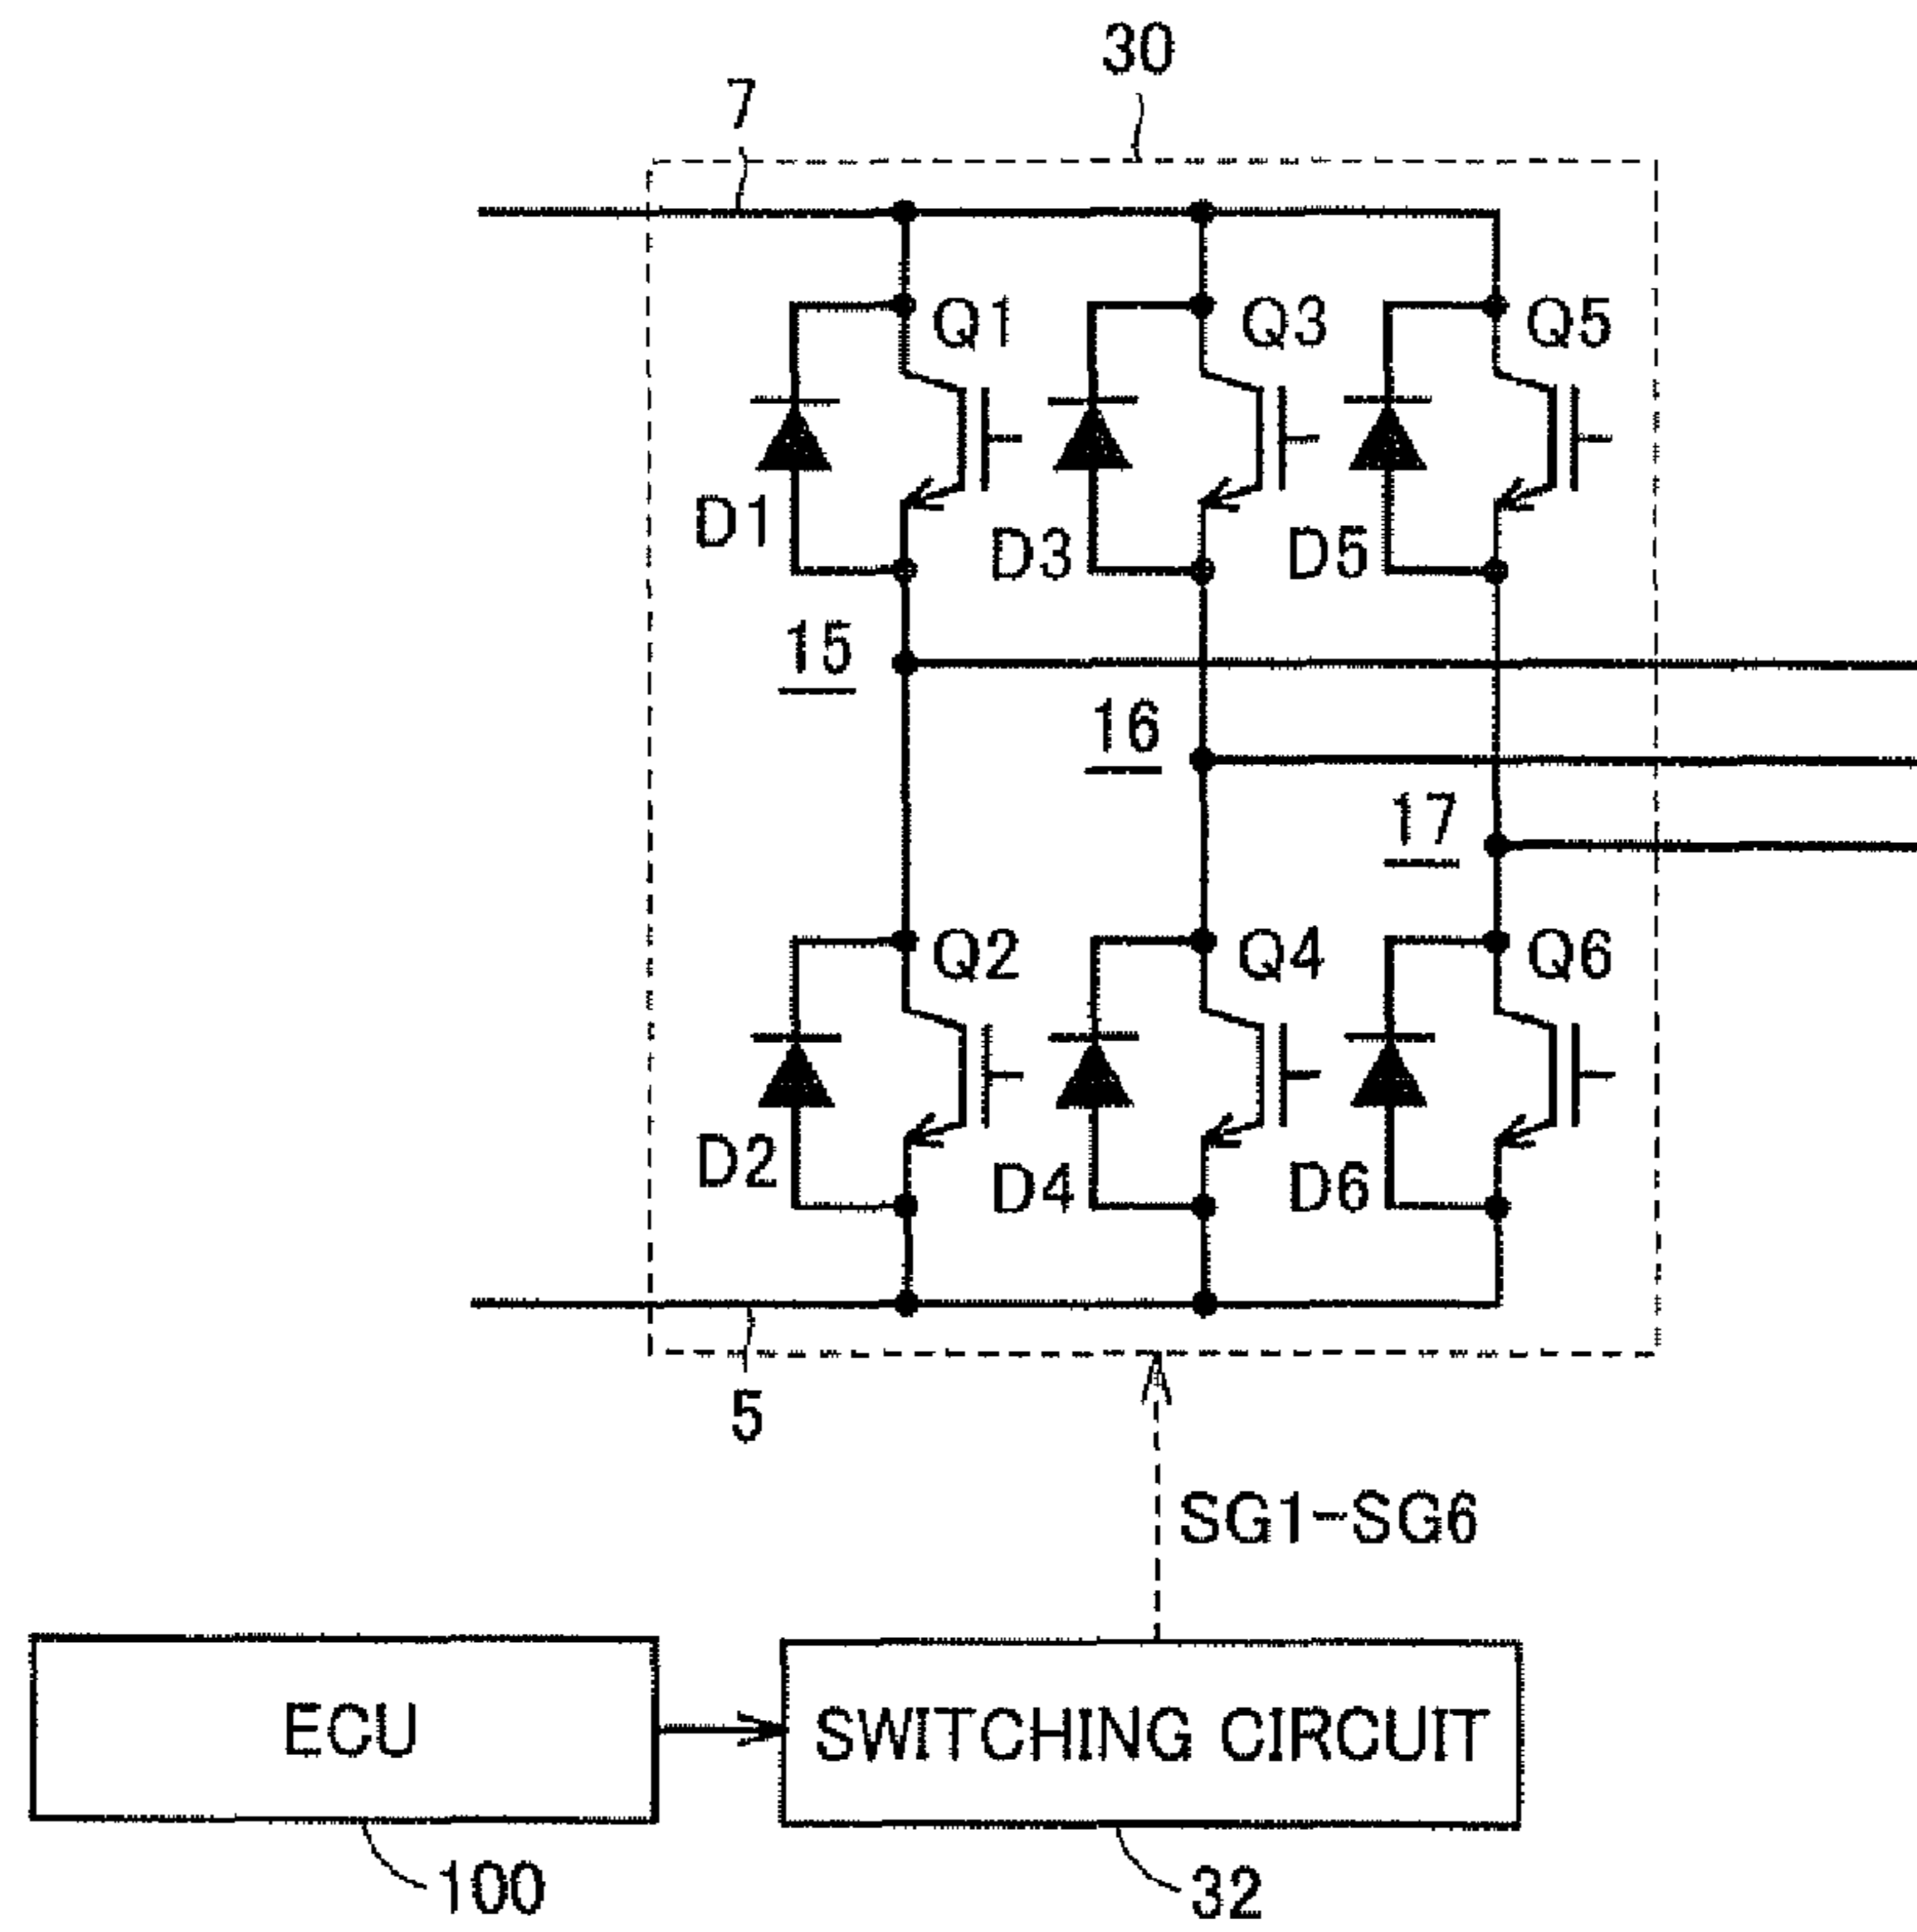 30
7
Q1
Q3
Q5
D1
D3
D5
15
16
17
Q2
Q4
Q6
D2
D4
D6
5
SG1-SG6
ECU
SWITCHING CIRCUIT
100
32